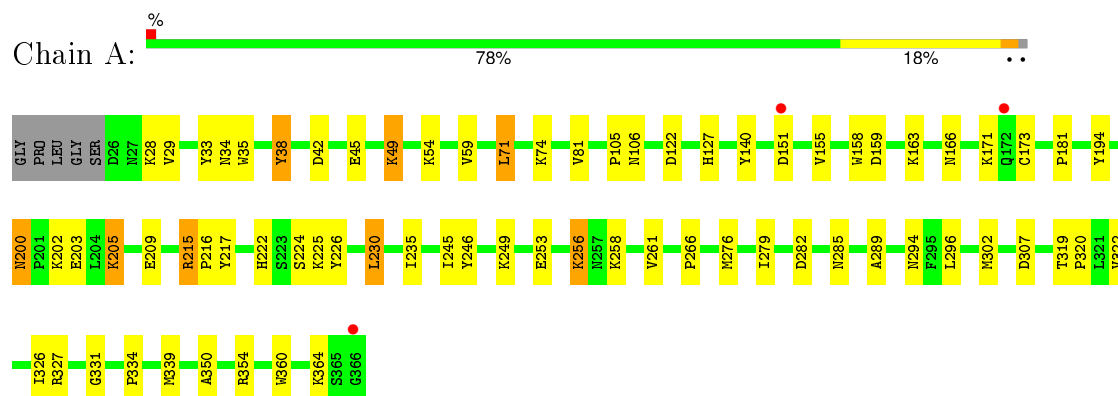 %
Chain A:
78% 18% . .
GLY PRO LEU GLY SER D26 N27 K28 V29 Y33 N34 W35 Y38 D42 E45 K49 K54 V59 L71 K74 V81 P105 N106 D122 H127 Y140 D151 V155 W158 D159 K163 N166 K171 Q172 C173 P181 Y194
N200 P201 K202 E203 L204 K205 E209 R215 P216 Y217 H222 S223 S224 K225 Y226 L230 I235 I245 Y246 K249 E253 K256 N257 K258 V261 P266 M276 I279 D282 N285 A289 N294 F295 L296 M302 D307 T319 P320 L321
I326 R327 G331 P334 M339 A350 R354 W360 K364 S365 G366